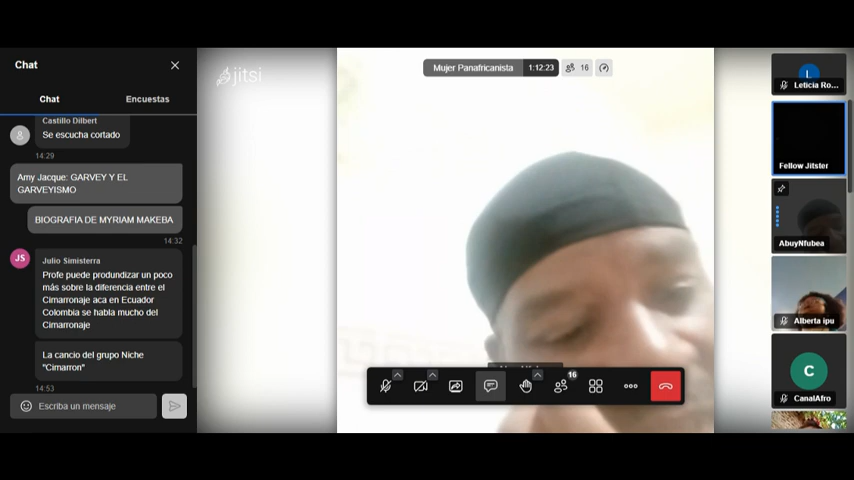 Chat
Chat Encuestas
Castillo Dilbert
Se escucha cortado
14:29
Amy Jacque: GARVEY Y EL
GARVEYISMO
BIOGRAFIA DE MYRIAM MAKEBA
14:32
JS
Julio Simisterra
Profe puede produndizar un poco
más sobre la diferencia entre el
Cimarronaje aca en Ecuador
Colombia se habla mucho del
Cimarronaje
La cancio del grupo Niche
"Cimarron"
14:53
Escriba un mensaje
jitsi
Mujer Panafricanista 1:12:23 16
16
L
Leticia Ro...
Fellow Jitster
AbuyNfubea
Alberta ipu
C
CanalAfro